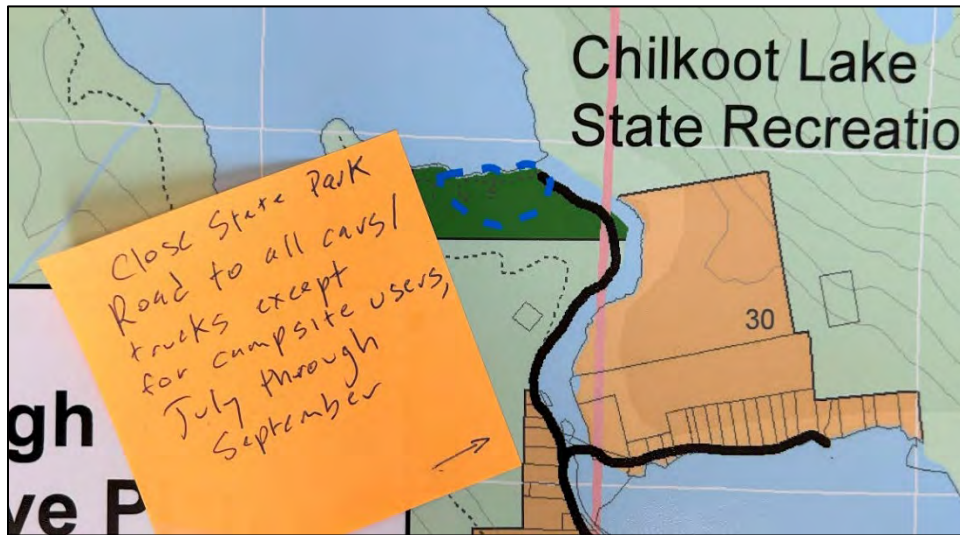 Chilkoot Lake
State Recreatio
Close State Park
Road to all cars/
trucks except
for campsite users,
July through
September
30
gh
ve P